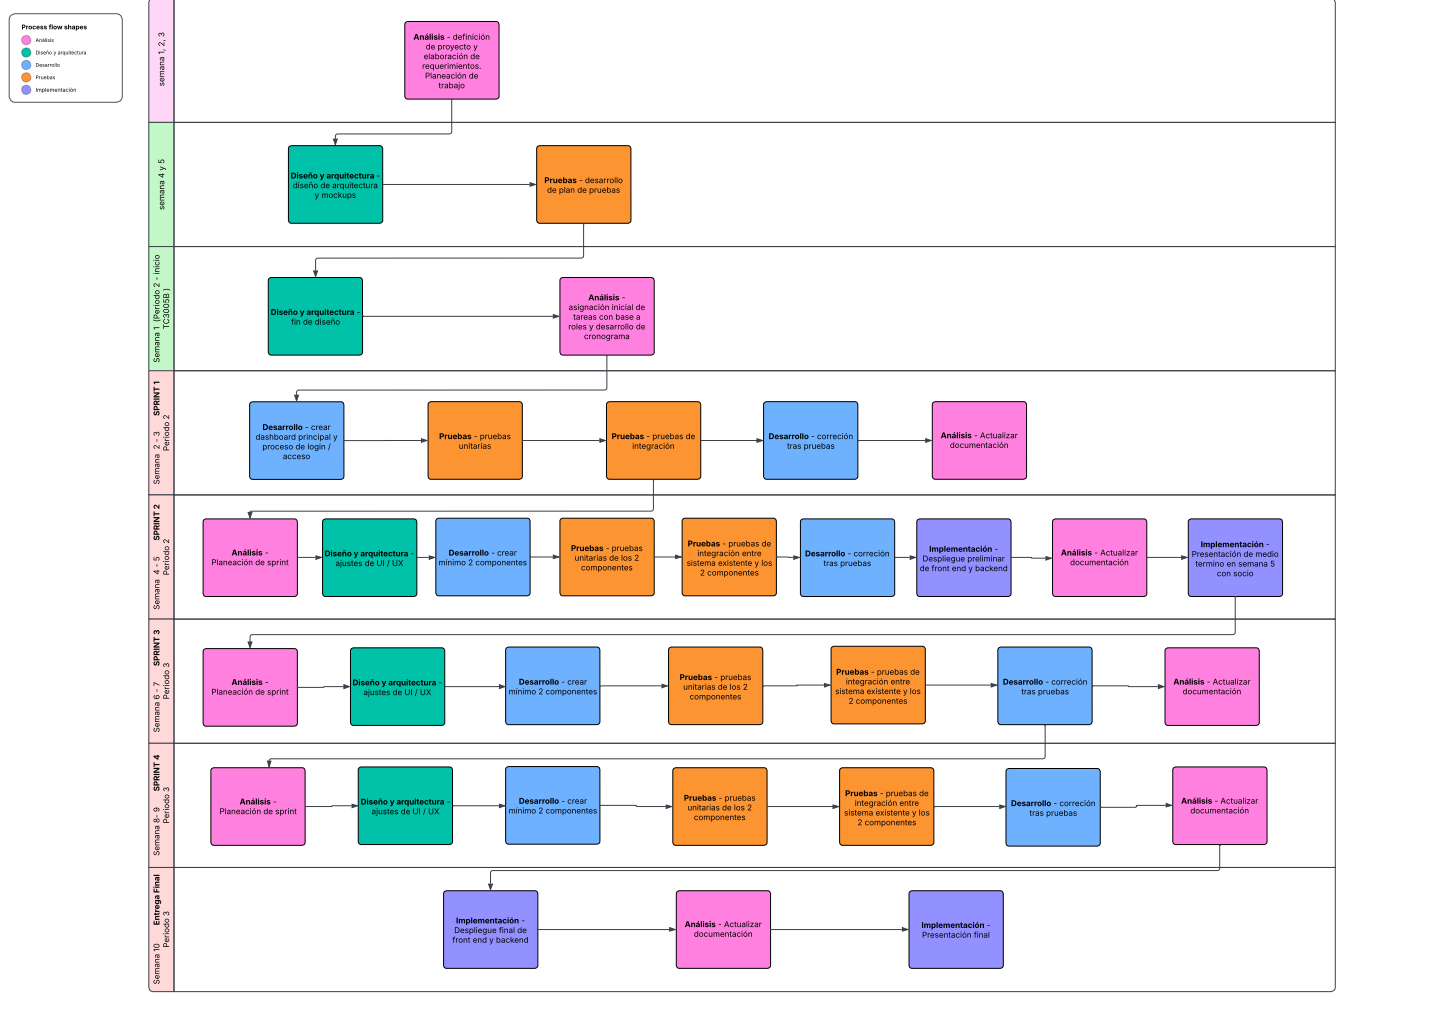 Process flow shapes
Análisis
Diseño y arquitectura
Desarrollo
Pruebas
Implementación
semana 1, 2, 3
Análisis - definición
de proyecto y
elaboración de
requerimientos.
Planeación de
trabajo
semana 4 y 5
Diseño y arquitectura -
diseño de arquitectura
y mockups
Pruebas - desarrollo
de plan de pruebas
Semana 1 (Periodo 2 - inicio
TC3005B )
Diseño y arquitectura -
fin de diseño
Análisis -
asignación inicial de
tareas con base a
roles y desarrollo de
cronograma
Semana 2 - 3 SPRINT 1
Periodo 2
Desarrollo - crear
dashboard principal y
proceso de login /
acceso
Pruebas - pruebas
unitarias
Pruebas - pruebas de
integración
Desarrollo - correción
tras pruebas
Análisis - Actualizar
documentación
Semana 4 - 5 SPRINT 2
Periodo 2
Análisis -
Planeación de sprint
Diseño y arquitectura -
ajustes de UI / UX
Desarrollo - crear
mínimo 2 componentes
Pruebas - pruebas
unitarias de los 2
componentes
Pruebas - pruebas de
integración entre
sistema existente y los
2 componentes
Desarrollo - correción
tras pruebas
Implementación -
Despliegue preliminar
de front end y backend
Análisis - Actualizar
documentación
Implementación -
Presentación de medio
termino en semana 5
con socio
Semana 6 - 7 SPRINT 3
Periodo 3
Análisis -
Planeación de sprint
Diseño y arquitectura -
ajustes de UI / UX
Desarrollo - crear
mínimo 2 componentes
Pruebas - pruebas
unitarias de los 2
componentes
Pruebas - pruebas de
integración entre
sistema existente y los
2 componentes
Desarrollo - correción
tras pruebas
Análisis - Actualizar
documentación
Semana 8- 9 SPRINT 4
Periodo 3
Análisis -
Planeación de sprint
Diseño y arquitectura -
ajustes de UI / UX
Desarrollo - crear
mínimo 2 componentes
Pruebas - pruebas
unitarias de los 2
componentes
Pruebas - pruebas de
integración entre
sistema existente y los
2 componentes
Desarrollo - correción
tras pruebas
Análisis - Actualizar
documentación
Semana 10 Entrega Final
Periodo 3
Implementación -
Despliegue final de
front end y backend
Análisis - Actualizar
documentación
Implementación -
Presentación final